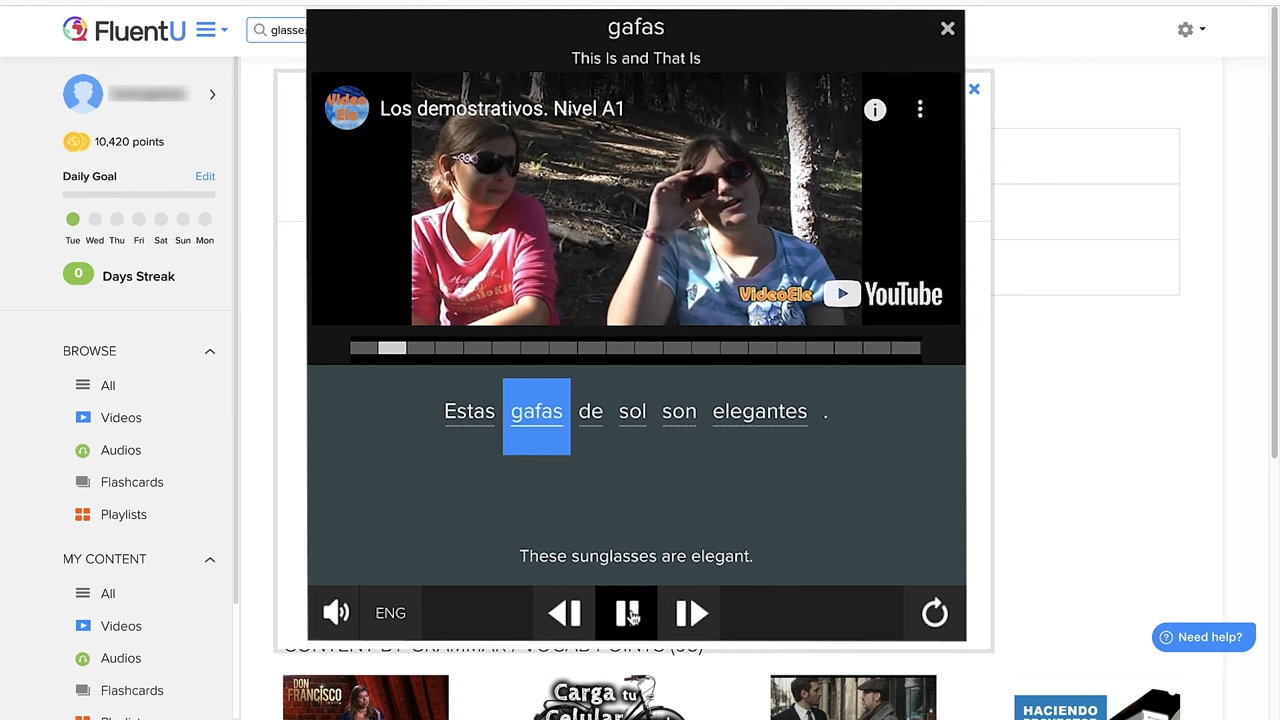 FluentU
glasse
10,420 points
Daily Goal
Edit
Tue Wed Thu Fri Sat Sun Mon
0 Days Streak
BROWSE
All
Videos
Audios
Flashcards
Playlists
MY CONTENT
All
Videos
Audios
Flashcards
gafas
This Is and That Is
Video Ele
Los demostrativos. Nivel A1
VideoEle
YouTube
Estas gafas de sol son elegantes .
These sunglasses are elegant.
ENG
Need help?
DON
FRANCISCO
Carga tu
Celular
HACIENDO